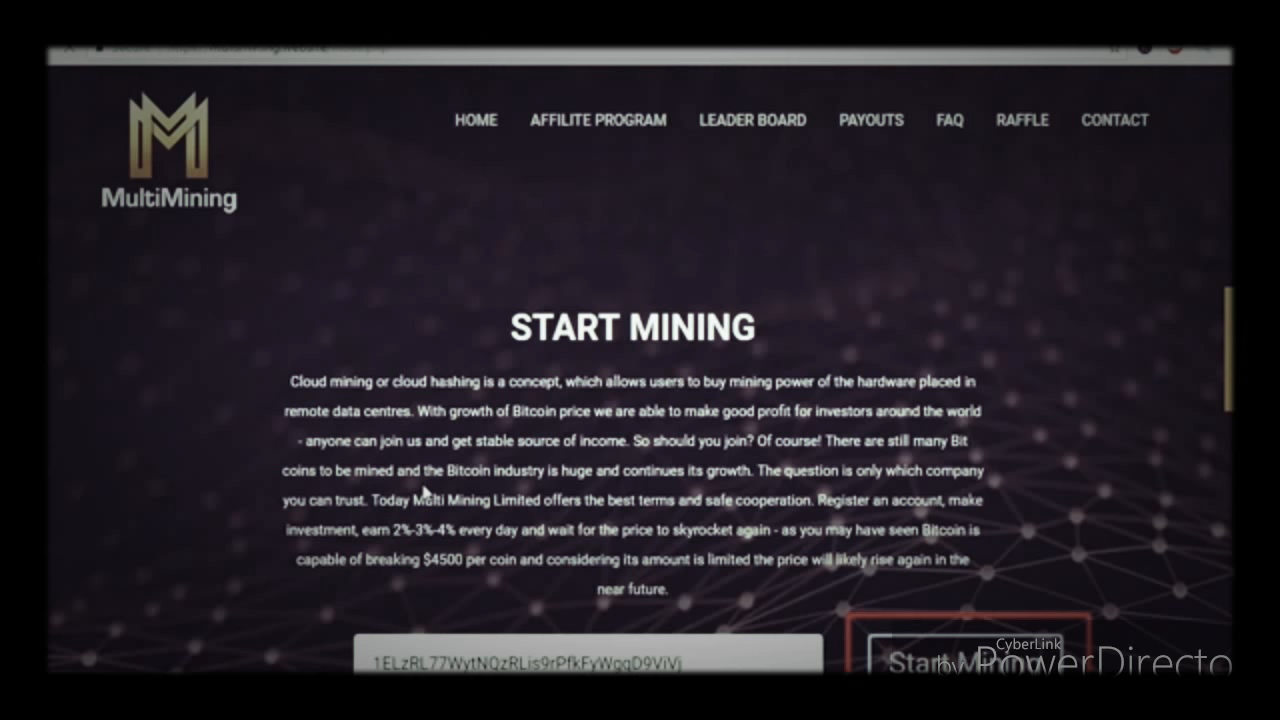 MultiMining
HOME AFFILITE PROGRAM LEADER BOARD PAYOUTS FAQ RAFFLE CONTACT
START MINING
Cloud mining or cloud hashing is a concept, which allows users to buy mining power of the hardware placed in
remote data centres. With growth of Bitcoin price we are able to make good profit for investors around the world
- anyone can join us and get stable source of income. So should you join? Of course! There are still many Bit
coins to be mined and the Bitcoin industry is huge and continues its growth. The question is only which company
you can trust. Today Multi Mining Limited offers the best terms and safe cooperation. Register an account, make
investment, earn 2%-3%-4% every day and wait for the price to skyrocket again - as you may have seen Bitcoin is
capable of breaking $4500 per coin and considering its amount is limited the price will likely rise again in the
near future.
1ELzRL77WytNQzRLis9rPfkFyWgqD9ViVj
Start Mining
CyberLink
by PowerDirecto